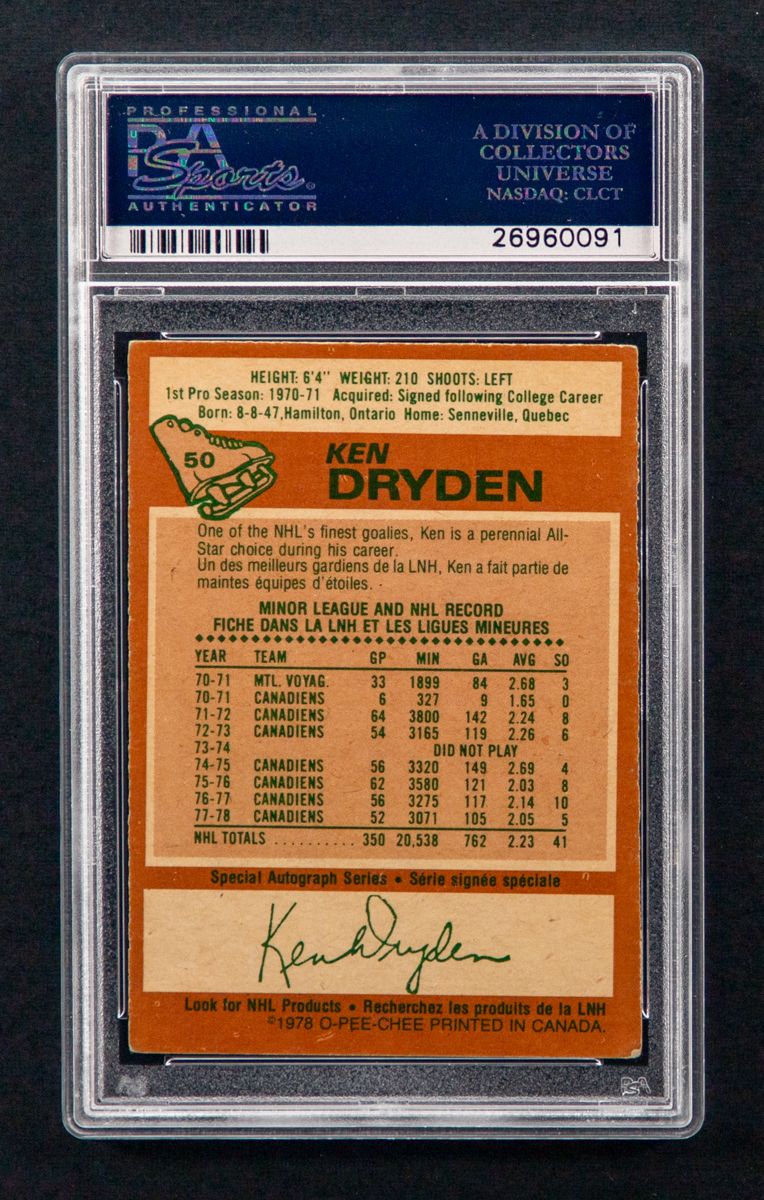 PROFESSIONAL
PSA
Sports®
AUTHENTICATOR
A DIVISION OF
COLLECTORS
UNIVERSE
NASDAQ: CLCT
26960091
HEIGHT: 6'4" WEIGHT: 210 SHOOTS: LEFT
1st Pro Season: 1970-71 Acquired: Signed following College Career
Born: 8-8-47, Hamilton, Ontario Home: Senneville, Quebec
50
KEN
DRYDEN
One of the NHL's finest goalies, Ken is a perennial All-
Star choice during his career.
Un des meilleurs gardiens de la LNH, Ken a fait partie de
maintes équipes d'étoiles.
MINOR LEAGUE AND NHL RECORD
FICHE DANS LA LNH ET LES LIGUES MINEURES
YEAR TEAM GP MIN GA AVG SO
70-71 MTL. VOYAG. 33 1899 84 2.68 3
70-71 CANADIENS 6 327 9 1.65 0
71-72 CANADIENS 64 3800 142 2.24 8
72-73 CANADIENS 54 3165 119 2.26 6
73-74 DID NOT PLAY
74-75 CANADIENS 56 3320 149 2.69 4
75-76 CANADIENS 62 3580 121 2.03 8
76-77 CANADIENS 56 3275 117 2.14 10
77-78 CANADIENS 52 3071 105 2.05 5
NHL TOTALS .......... 350 20,538 762 2.23 41
Special Autograph Series • Série signée spéciale
Ken Dryden
Look for NHL Products • Recherchez les produits de la LNH
©1978 O-PEE-CHEE PRINTED IN CANADA.
PSA